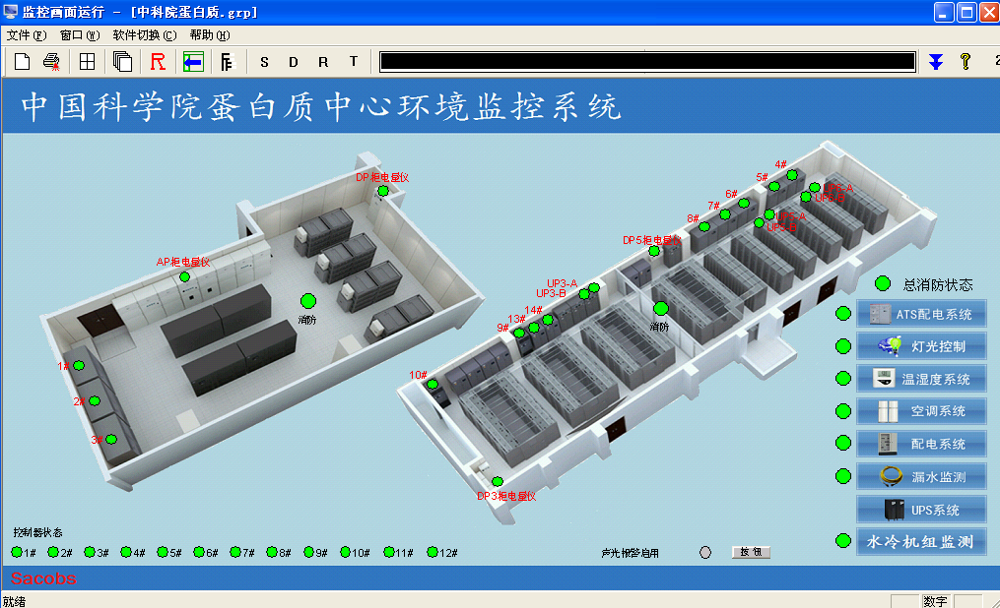 监控画面运行 - [中科院蛋白质.grp]
文件(F) 窗口(W) 软件切换(C) 帮助(H)
R S D R T ? 2
中国科学院蛋白质中心环境监控系统
DP柜电量仪
AP柜电量仪
消防
1#
2#
3#
4#
5#
6#
7#
8#
UPS-A
DP5柜电量仪
UP3-A
UP3-B
14#
13#
9#
消防
10#
DP3柜电量仪
总消防状态
ATS配电系统
灯光控制
温湿度系统
空调系统
配电系统
漏水监测
UPS系统
水冷机组监测
控制器状态
1# 2# 3# 4# 5# 6# 7# 8# 9# 10# 11# 12#
声光报警启用 按钮
Sacobs
就绪 数字